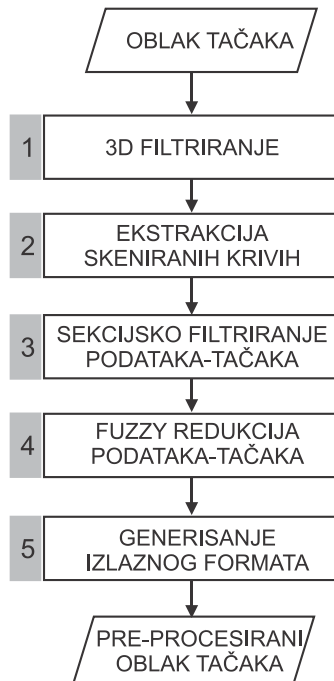 OBLAK TAČAKA
1
3D FILTRIRANJE
2
EKSTRAKCIJA
SKENIRANIH KRIVIH
3
SEKCIJSKO FILTRIRANJE
PODATAKA-TAČAKA
4
FUZZY REDUKCIJA
PODATAKA-TAČAKA
5
GENERISANJE
IZLAZNOG FORMATA
PRE-PROCESIRANI
OBLAK TAČAKA